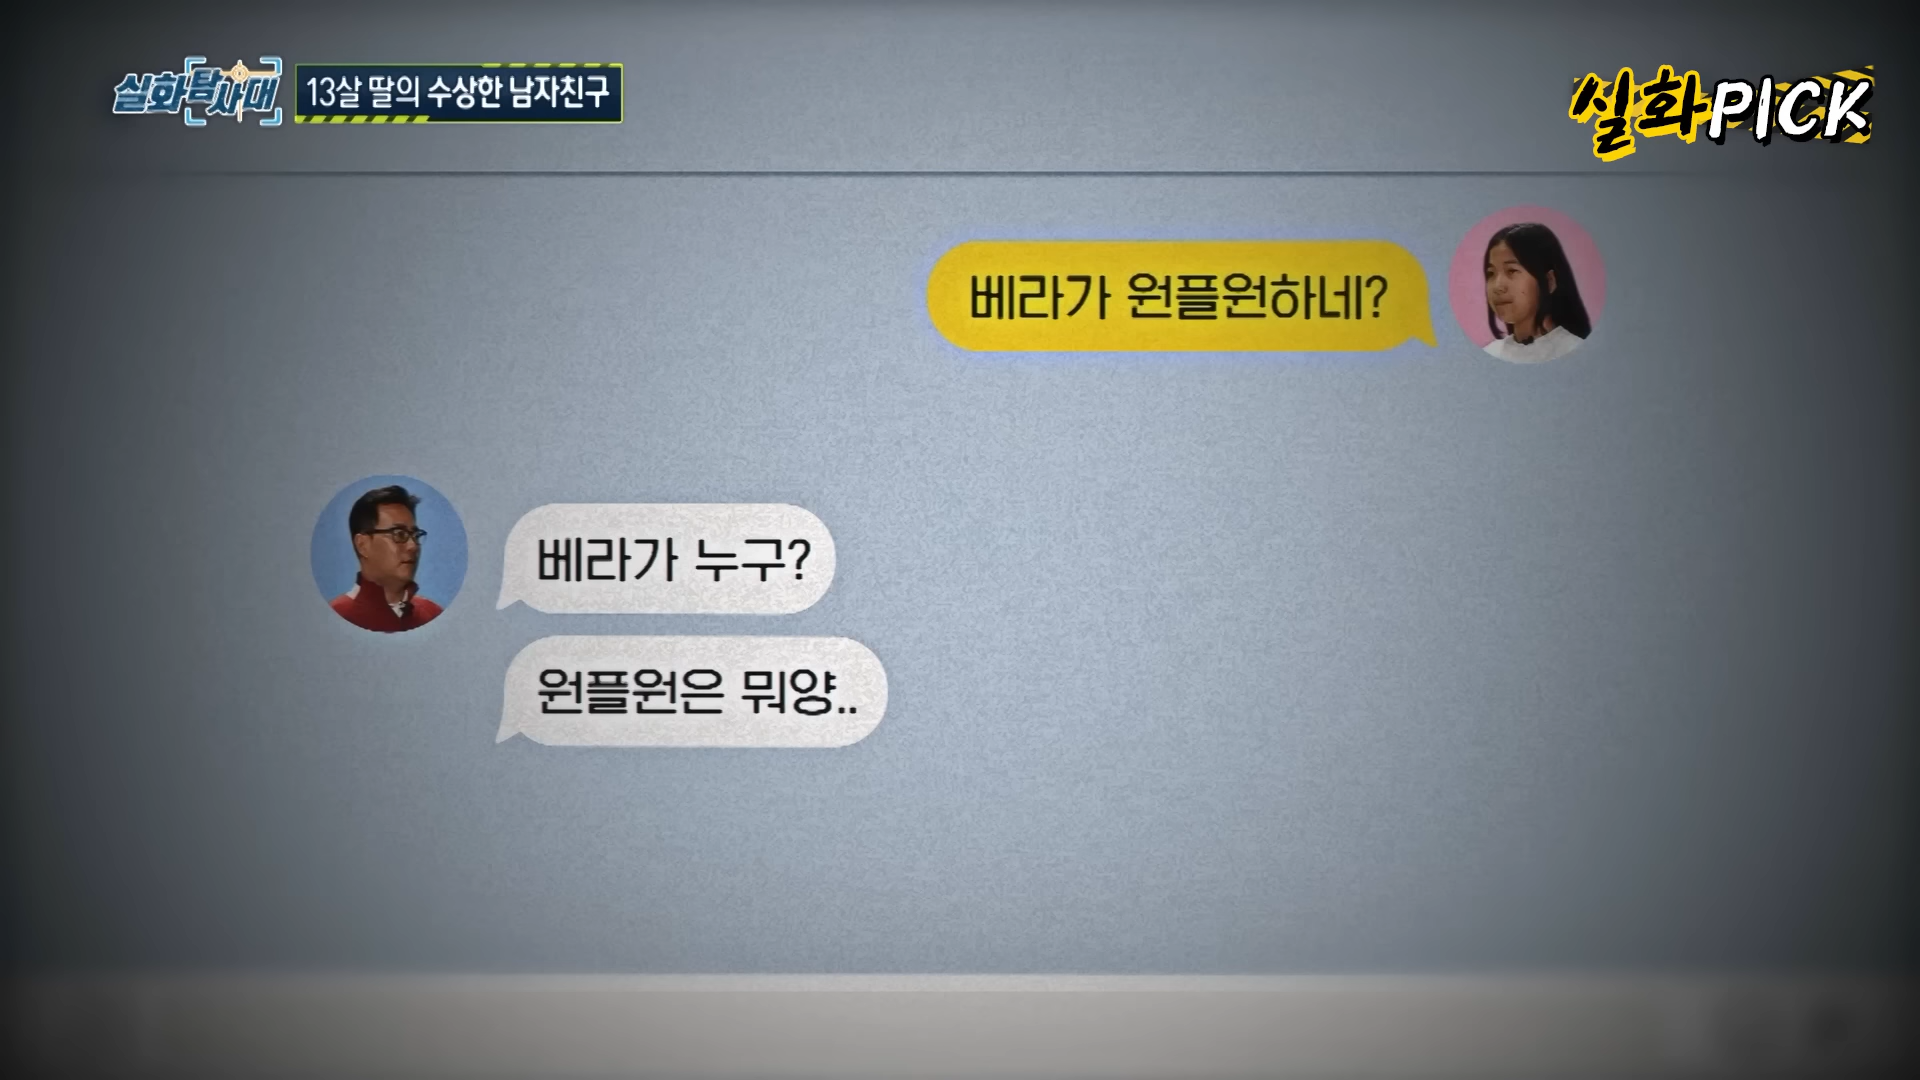 실화탐사대
13살 딸의 수상한 남자친구
실화PICK
베라가 원플원하네?
베라가 누구?
원플원은 뭐양..